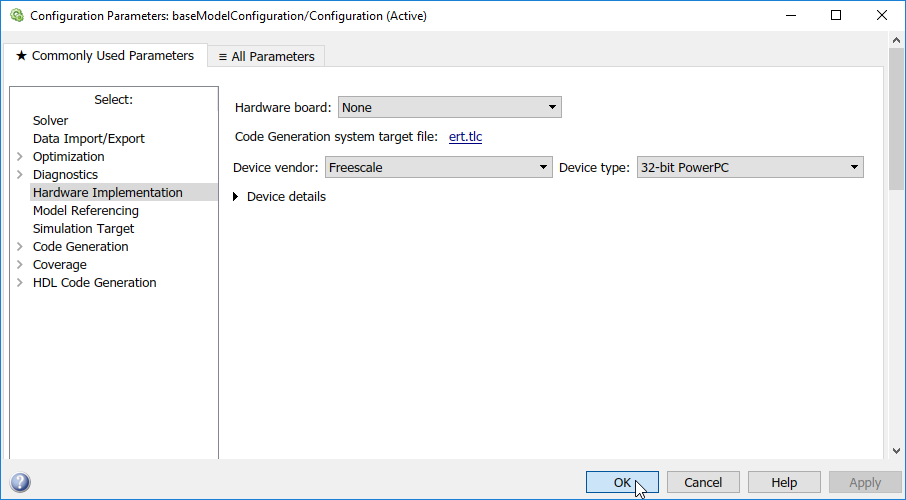 Configuration Parameters: baseModelConfiguration/Configuration (Active)
★ Commonly Used Parameters
≡ All Parameters
Select:
Solver
Data Import/Export
Optimization
Diagnostics
Hardware Implementation
Model Referencing
Simulation Target
Code Generation
Coverage
HDL Code Generation
Hardware board: None
Code Generation system target file: ert.tlc
Device vendor: Freescale Device type: 32-bit PowerPC
Device details
OK Cancel Help Apply